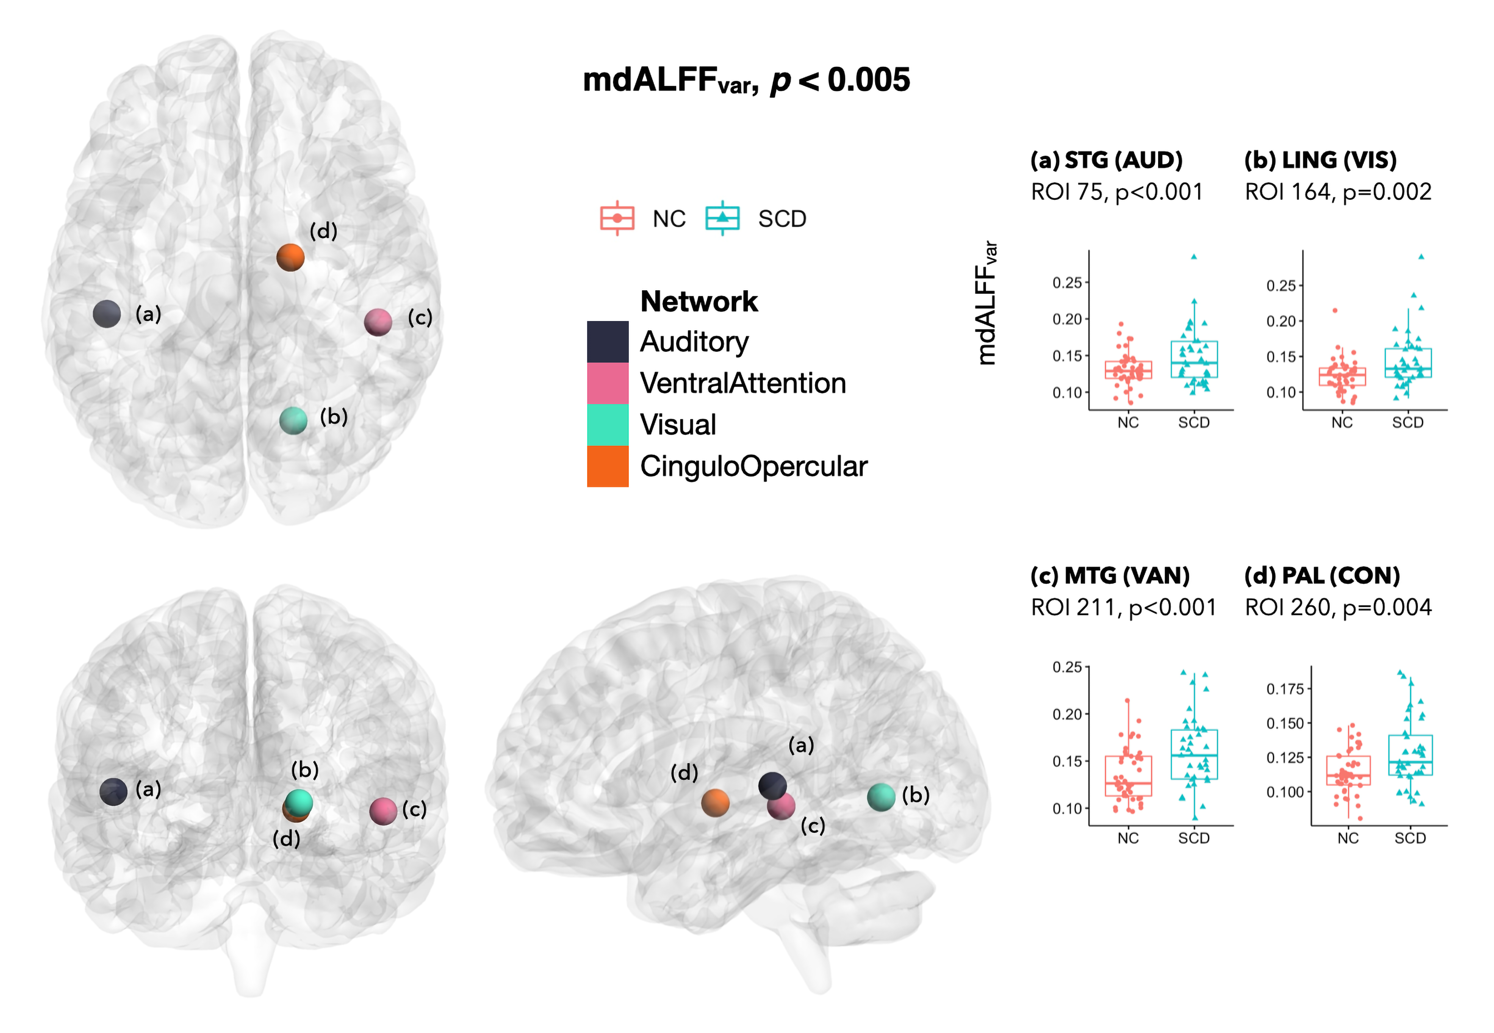 mdALFFvar, p < 0.005
NC
SCD
Network
Auditory
VentralAttention
Visual
CinguloOpercular
(d)
(a)
(c)
(b)
(a)
(b)
(d)
(c)
(a)
(d)
(b)
(c)
mdALFFvar
(a) STG (AUD)
ROI 75, p<0.001
0.25
0.20
0.15
0.10
NC
SCD
(b) LING (VIS)
ROI 164, p=0.002
0.25
0.20
0.15
0.10
NC
SCD
(c) MTG (VAN)
ROI 211, p<0.001
0.25
0.20
0.15
0.10
NC
SCD
(d) PAL (CON)
ROI 260, p=0.004
0.175
0.150
0.125
0.100
NC
SCD